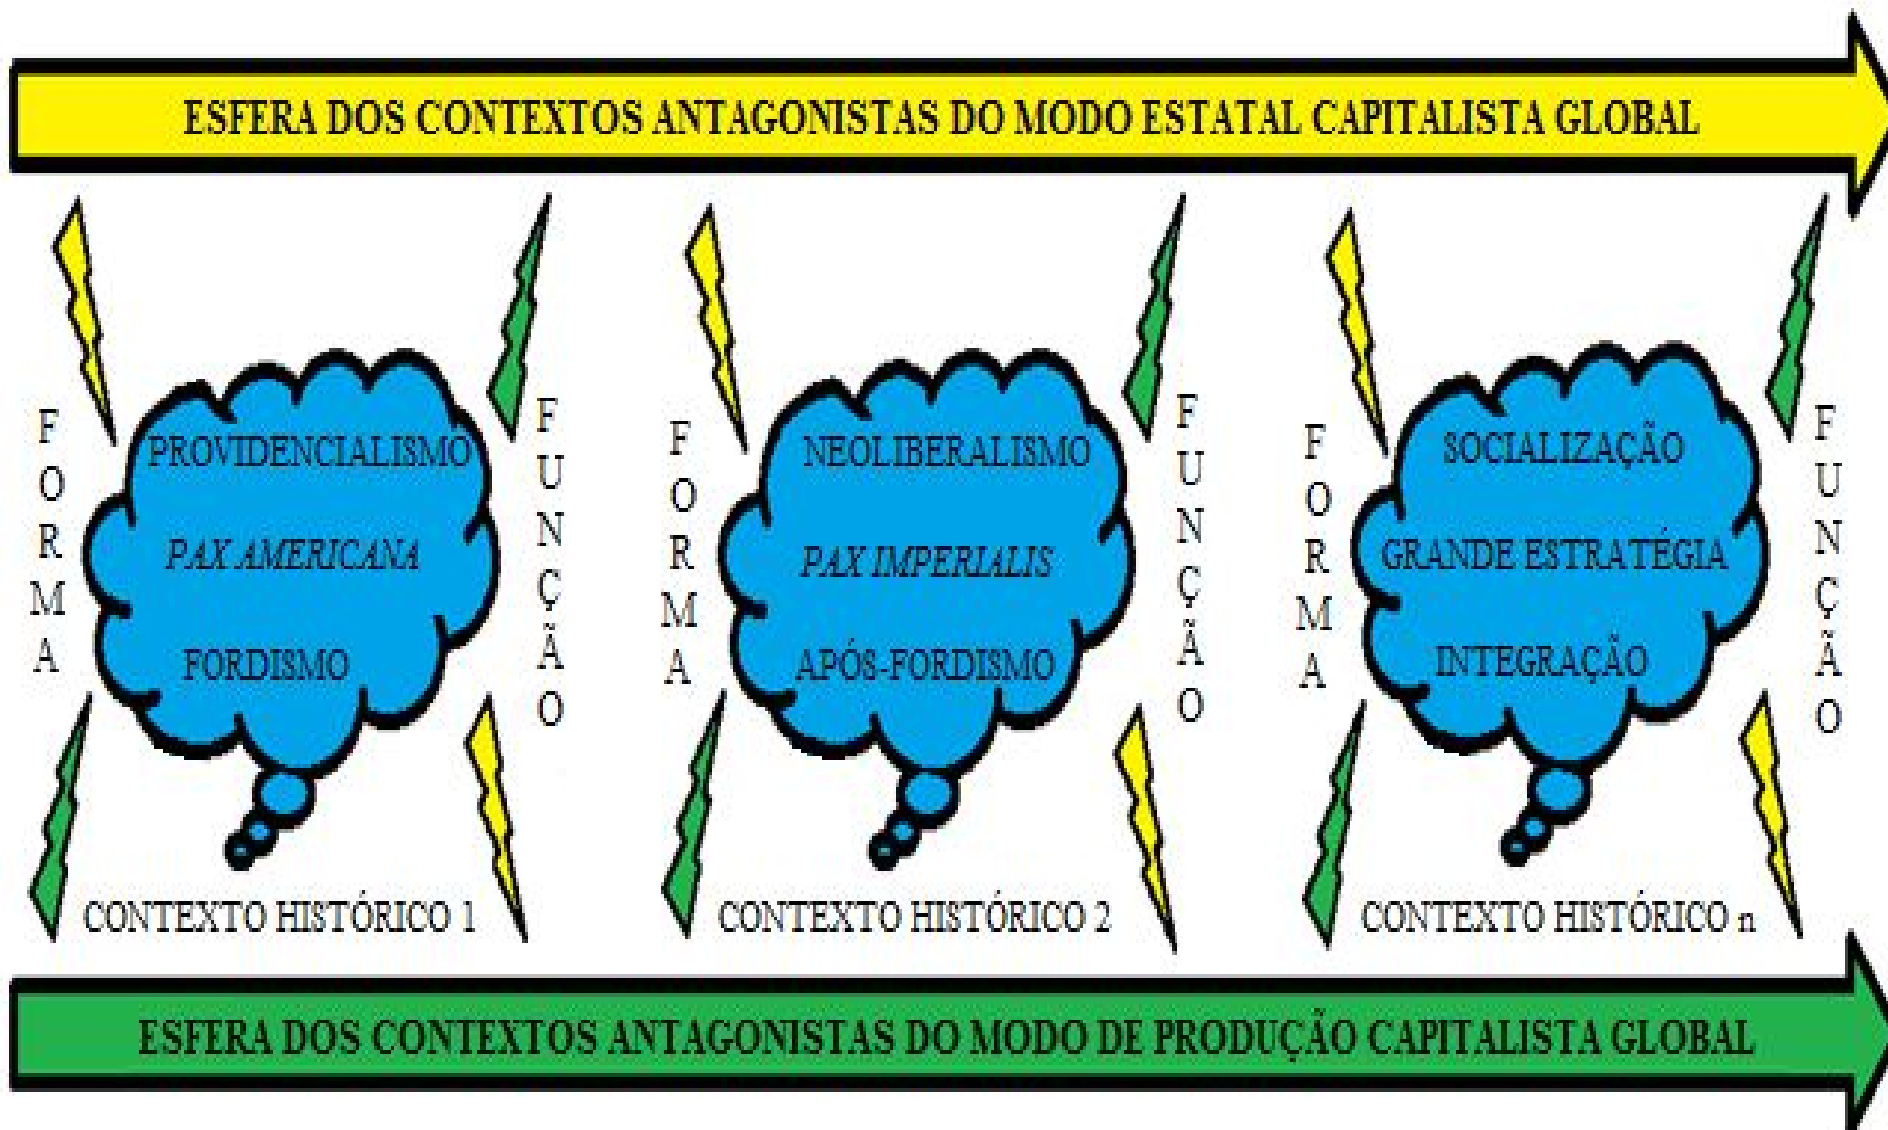 ESFERA DOS CONTEXTOS ANTAGONISTAS DO MODO ESTATAL CAPITALISTA GLOBAL
FORMA
PROVIDENCIALISMO
PAX AMERICANA
FORDISMO
FUNÇÃO
CONTEXTO HISTÓRICO 1
FORMA
NEOLIBERALISMO
PAX IMPERIALIS
APÓS-FORDISMO
FUNÇÃO
CONTEXTO HISTÓRICO 2
FORMA
SOCIALIZAÇÃO
GRANDE ESTRATÉGIA
INTEGRAÇÃO
FUNÇÃO
CONTEXTO HISTÓRICO n
ESFERA DOS CONTEXTOS ANTAGONISTAS DO MODO DE PRODUÇÃO CAPITALISTA GLOBAL